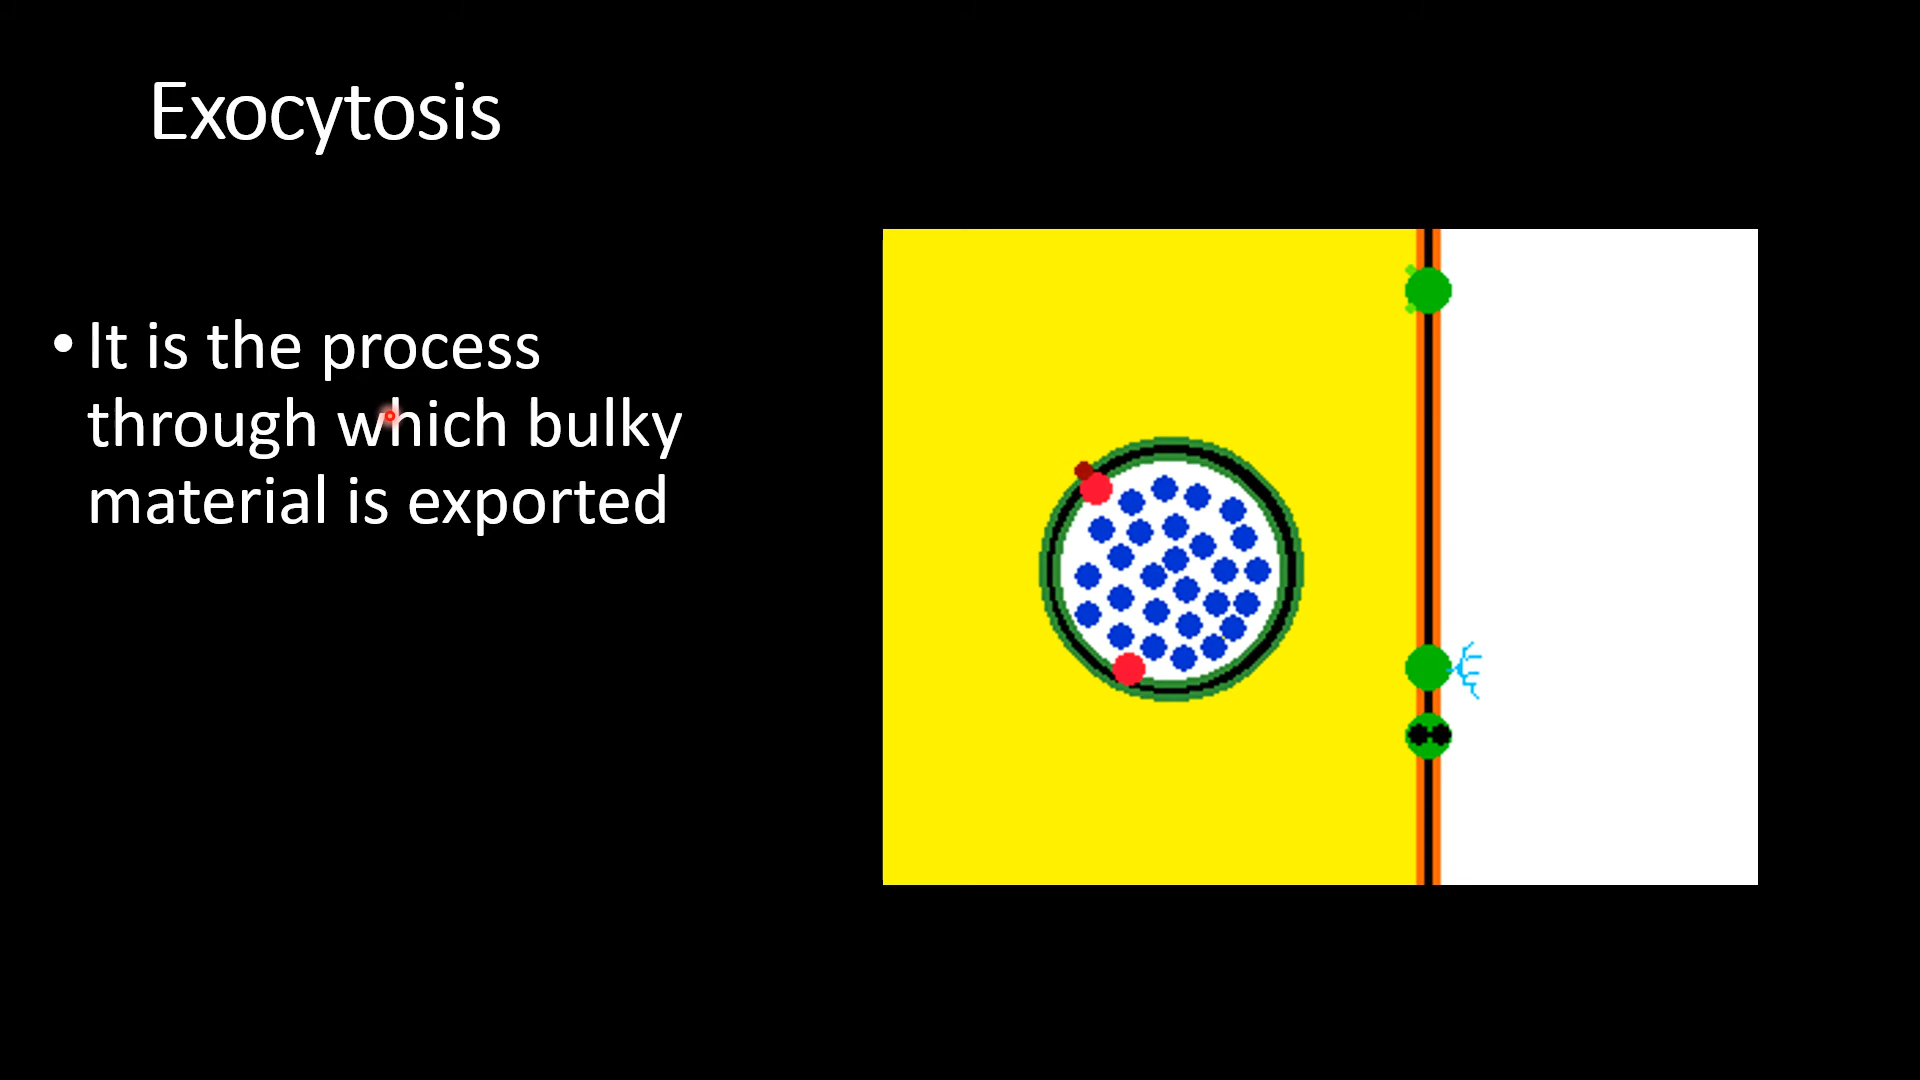 Exocytosis
• It is the process
through which bulky
material is exported